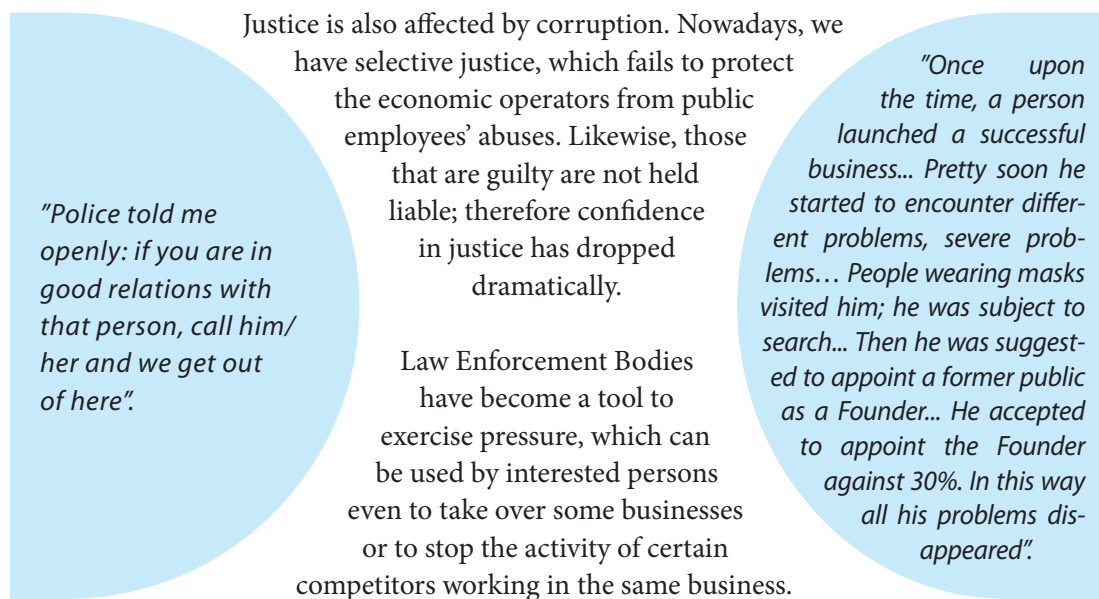 Justice is also affected by corruption. Nowadays, we
have selective justice, which fails to protect
the economic operators from public
employees’ abuses. Likewise, those
that are guilty are not held
liable; therefore confidence
in justice has dropped
dramatically.
Law Enforcement Bodies
have become a tool to
exercise pressure, which can
be used by interested persons
even to take over some businesses
or to stop the activity of certain
competitors working in the same business.
”Police told me
openly: if you are in
good relations with
that person, call him/
her and we get out
of here”.
”Once upon
the time, a person
launched a successful
business... Pretty soon he
started to encounter differ-
ent problems, severe prob-
lems… People wearing masks
visited him; he was subject to
search... Then he was suggest-
ed to appoint a former public
as a Founder... He accepted
to appoint the Founder
against 30%. In this way
all his problems dis-
appeared”.